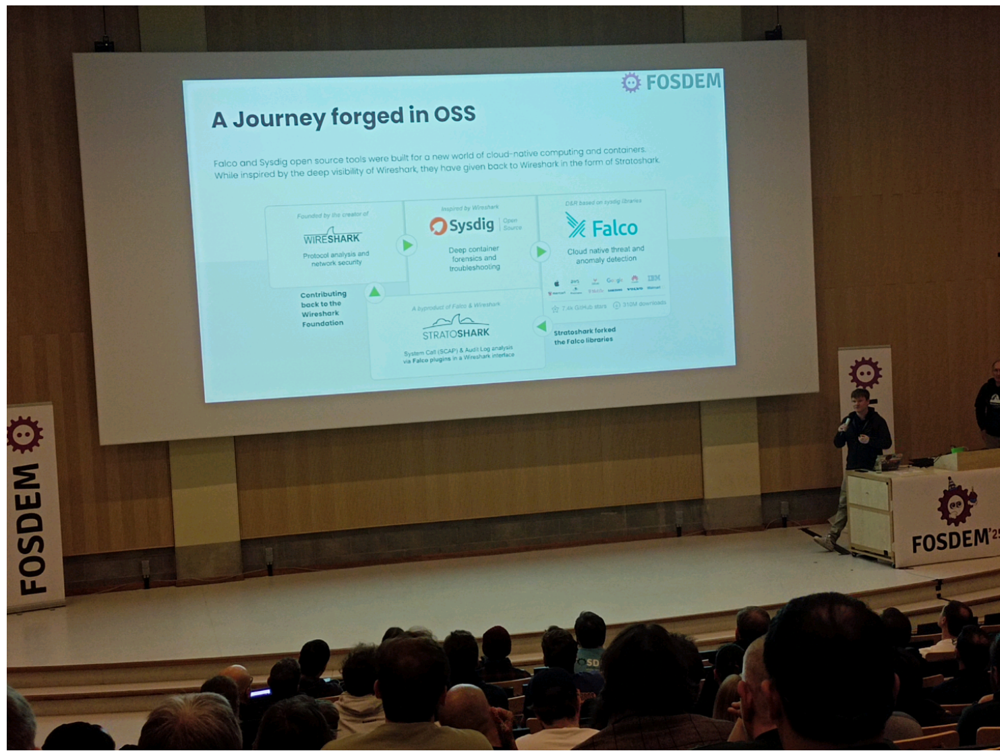 FOSDEM
A Journey forged in OSS
Falco and Sysdig open source tools were built for a new world of cloud-native computing and containers.
While inspired by the deep visibility of Wireshark, they have given back to Wireshark in the form of Stratoshark.
Founded by the creator of
WIRESHARK
Protocol analysis and
network security
Inspired by Wireshark
Sysdig Open
Source
Deep container
forensics and
troubleshooting
D&R based on sysdig libraries
Falco
Cloud native threat and
anomaly detection
aws
Google
IBM
VOLVO
Walmart
7.4k GitHub stars
310M downloads
Contributing
back to the
Wireshark
Foundation
A byproduct of Falco & Wireshark
STRATOSHARK
System Call (SCAP) & Audit Log analysis
via Falco plugins in a Wireshark interface
Stratoshark forked
the Falco libraries
FOSDEM
FOSDEM'25